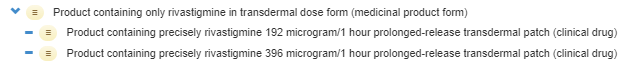 Product containing only rivastigmine in transdermal dose form (medicinal product form)
Product containing precisely rivastigmine 192 microgram/1 hour prolonged-release transdermal patch (clinical drug)
Product containing precisely rivastigmine 396 microgram/1 hour prolonged-release transdermal patch (clinical drug)